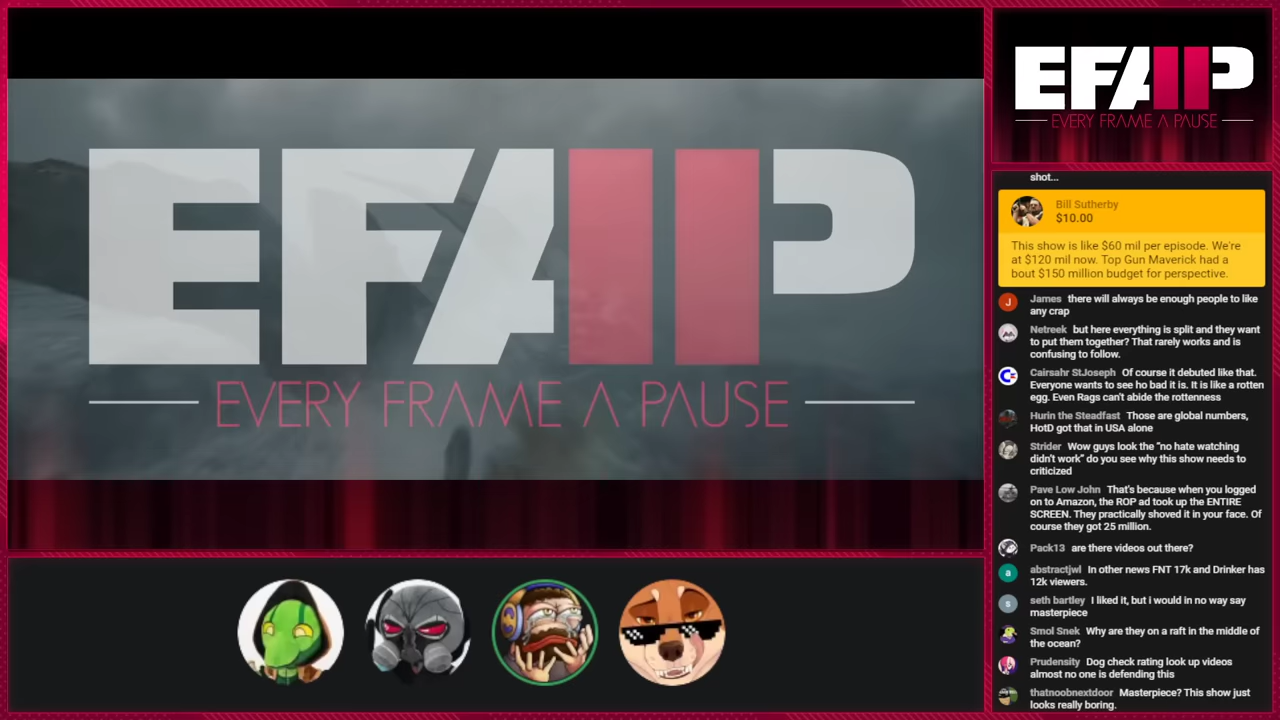 EFAP
EVERY FRAME A PAUSE
EFAP
EVERY FRAME A PAUSE
shot...
Bill Sutherby
$10.00
This show is like $60 mil per episode. We're
at $120 mil now. Top Gun Maverick had a
bout $150 million budget for perspective.
J
James there will always be enough people to like
any crap
Netreek but here everything is split and they want
to put them together? That rarely works and is
confusing to follow.
Cairsahr StJoseph Of course it debuted like that.
Everyone wants to see ho bad it is. It is like a rotten
egg. Even Rags can't abide the rottenness
Hurin the Steadfast Those are global numbers,
HotD got that in USA alone
Strider Wow guys look the "no hate watching
didn't work" do you see why this show needs to
criticized
Pave Low John That's because when you logged
on to Amazon, the ROP ad took up the ENTIRE
SCREEN. They practically shoved it in your face. Of
course they got 25 million.
Pack13 are there videos out there?
a
abstractjwl In other news FNT 17k and Drinker has
12k viewers.
s
seth bartley I liked it, but i would in no way say
masterpiece
Smol Snek Why are they on a raft in the middle of
the ocean?
Prudensity Dog check rating look up videos
almost no one is defending this
thatnoobnextdoor Masterpiece? This show just
looks really boring.